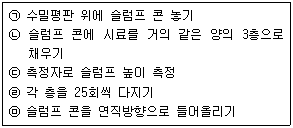 ㉠ 수밀평판 위에 슬럼프 콘 놓기
㉡ 슬럼프 콘에 시료를 거의 같은 양의 3층으로
채우기
㉢ 측정자로 슬럼프 높이 측정
㉣ 각 층을 25회씩 다지기
㉤ 슬럼프 콘을 연직방향으로 들어올리기